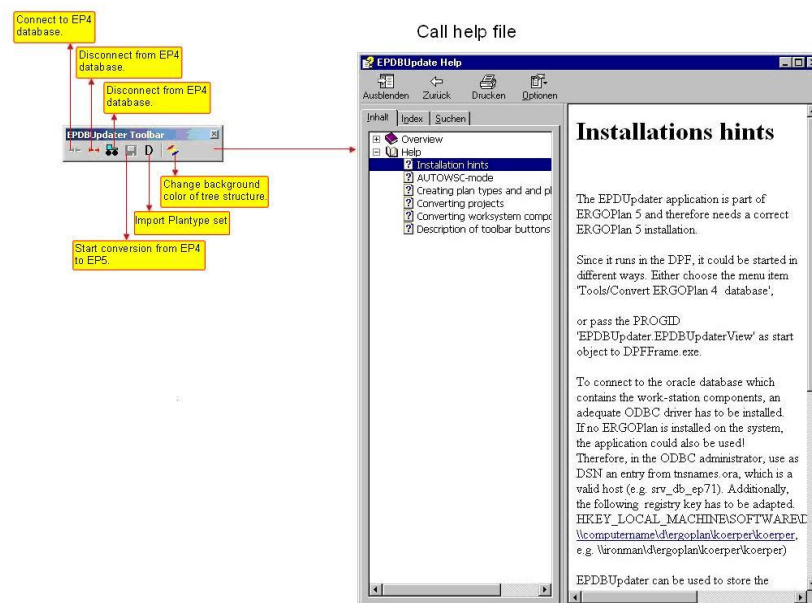 Connect to EP4
database.
Disconnect from EP4
database.
Disconnect from EP4
database.
EPDBUpdater Toolbar
D
Change background
color of tree structure.
Import Plantype set
Start conversion from EP4
to EP5.
Call help file
EPDBUpdate Help
Ausblenden Zurück Drucken Optionen
Inhalt Index Suchen
Overview
Help
Installation hints
AUTOWSC-mode
Creating plan types and and pl
Converting projects
Converting worksystem compo
Description of toolbar buttons
Installations hints
The EPDUpdater application is part of
ERGOPlan 5 and therefore needs a correct
ERGOPlan 5 installation.
Since it runs in the DPF, it could be started in
different ways. Either choose the menu item
'Tools/Convert ERGOPlan 4 database',
or pass the PROGID
'EPDBUpdater.EPDBUpdaterView' as start
object to DPFFrame.exe.
To connect to the oracle database which
contains the work-station components, an
adequate ODBC driver has to be installed.
If no ERGOPlan is installed on the system,
the application could also be used!
Therefore, in the ODBC administrator, use as
DSN an entry from tnsnames.ora, which is a
valid host (e.g. srv_db_ep71). Additionally,
the following registry key has to be adapted.
HKEY_LOCAL_MACHINE\SOFTWARE\D
\\computername\d\ergoplan\koerper\koerper,
e.g. \\ironman\d\ergoplan\koerper\koerper)
EPDBUpdater can be used to store the